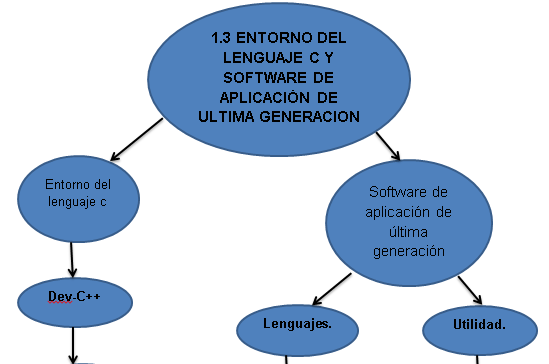 1.3 ENTORNO DEL
LENGUAJE C Y
SOFTWARE DE
APLICACIÓN DE
ULTIMA GENERACION
Entorno del
lenguaje c
Software de
aplicación de
última
generación
Dev-C++
Lenguajes.
Utilidad.